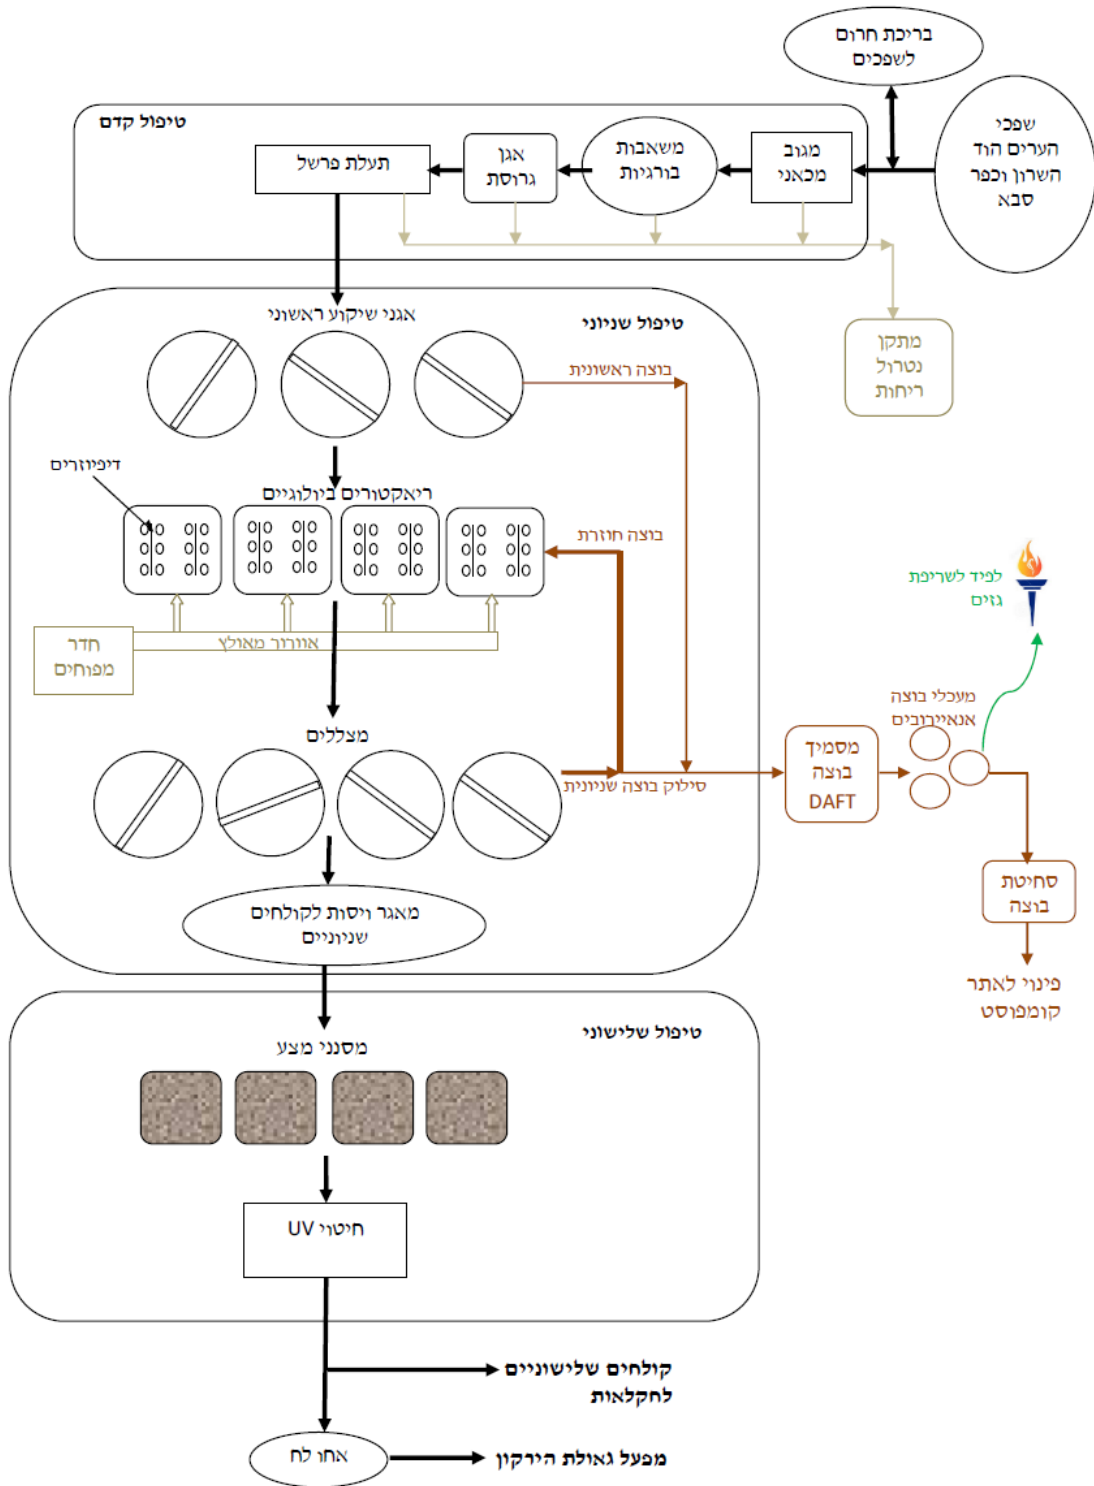 בריכת חרום
לשפכים
שפכי
הערים הוד
השרון וכפר
סבא
טיפול קדם
מגוב
מכאני
משאבות
בורגיות
אגן
גרוסת
תעלת פרשל
מתקן
נטרול
ריחות
טיפול שניוני
אגני שיקוע ראשוני
בוצה ראשונית
דיפיוזרים
ריאקטורים ביולוגיים
בוצה חוזרת
חדר
מפוחים
אוורור מאולץ
לפיד לשריפת
גזים
מעכלי בוצה
אנאיירובים
מצללים
סילוק בוצה שניונית
מסמיך
בוצה
DAFT
סחיטת
בוצה
פינוי לאתר
קומפוסט
מאגר ויסות לקולחים
שניוניים
טיפול שלישוני
מסנני מצע
חיטוי UV
קולחים שלישוניים
לחקלאות
אחו לח
מפעל גאולת הירקון